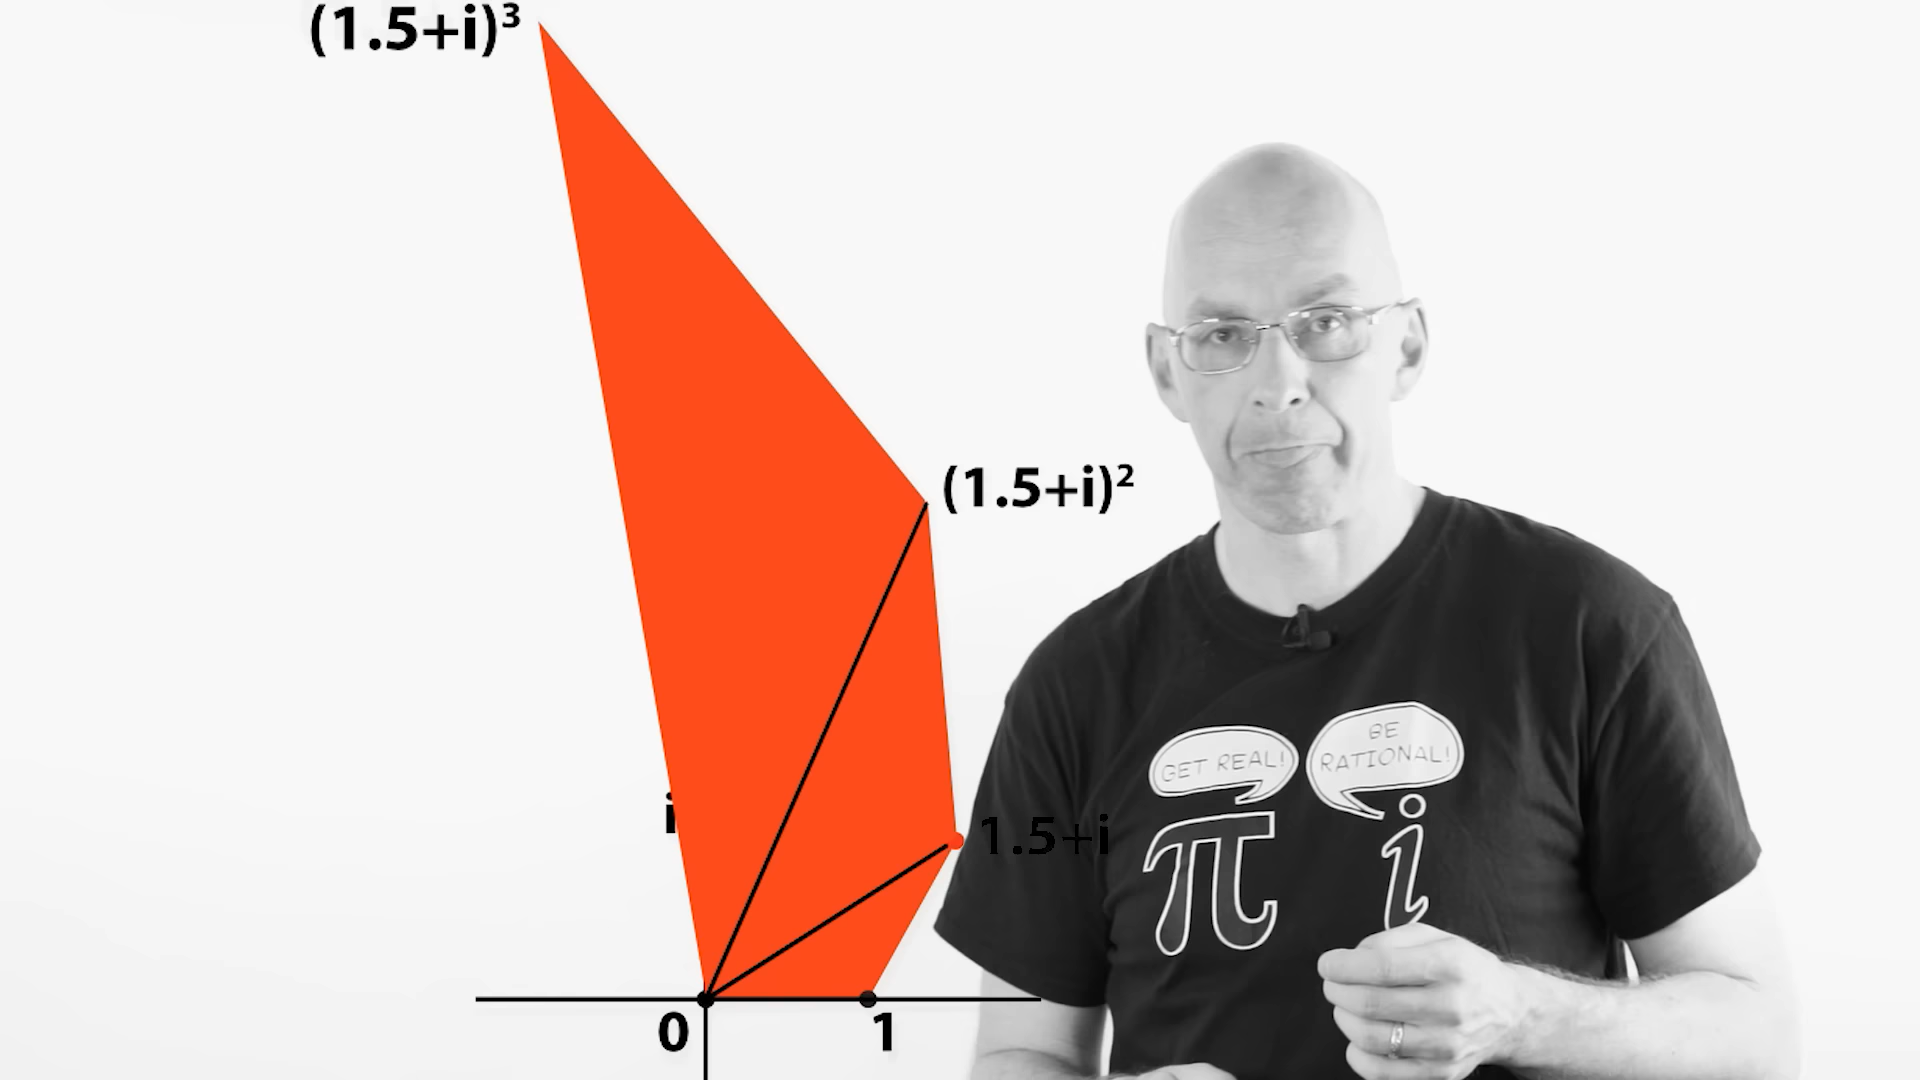 (1.5+i)³
(1.5+i)²
GET REAL!
BE
RATIONAL!
i
1.5+i
π
i
0
1